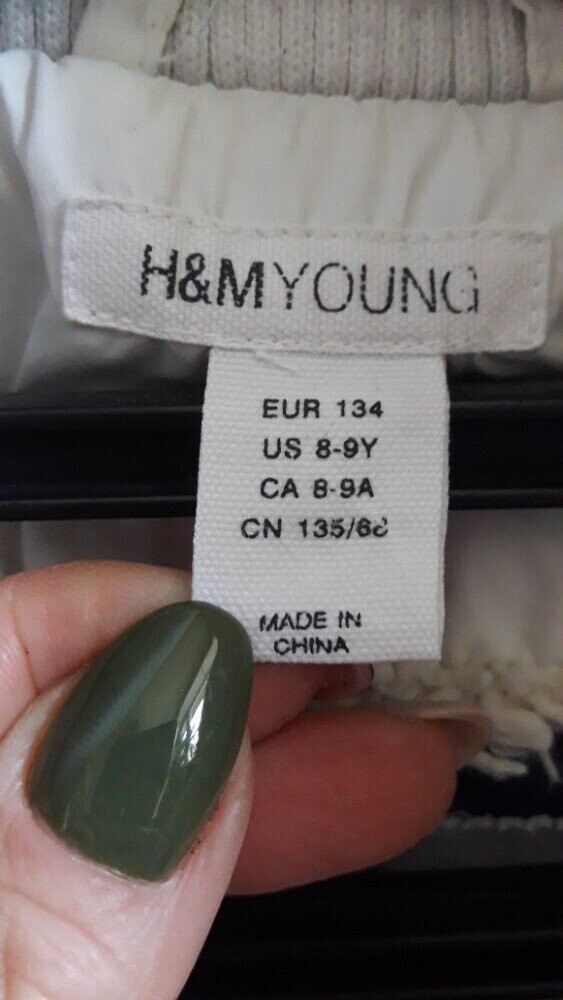 H&M YOUNG
EUR 134
US 8-9Y
CA 8-9A
CN 135/68
MADE IN
CHINA